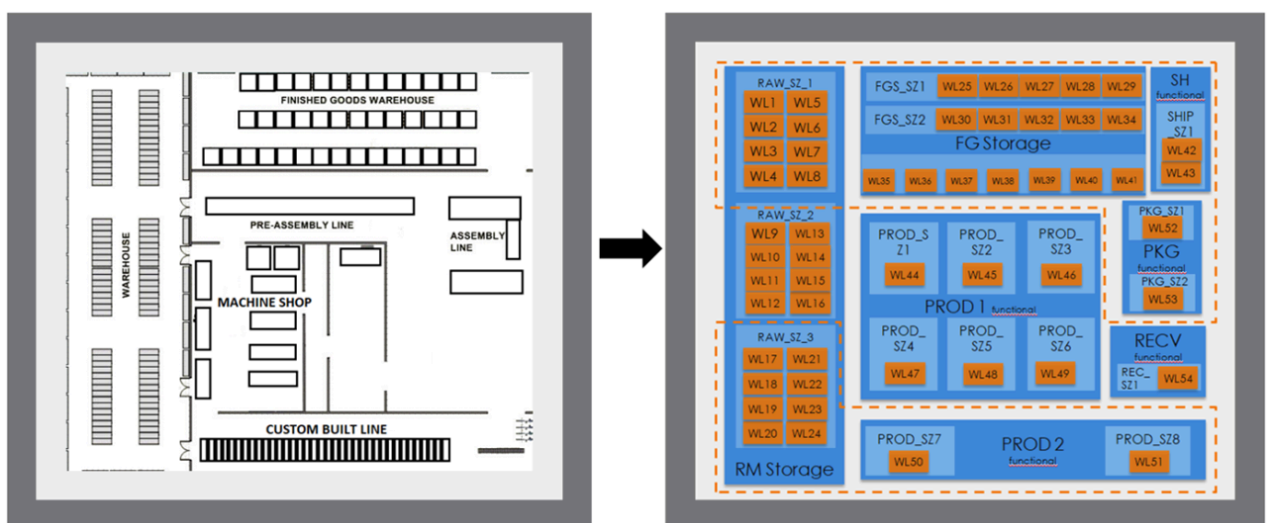 FINISHED GOODS WAREHOUSE
PRE-ASSEMBLY LINE
ASSEMBLY
LINE
WAREHOUSE
MACHINE SHOP
CUSTOM BUILT LINE
RAW_SZ_1
WL1 WL5
WL2 WL6
WL3 WL7
WL4 WL8
RAW_SZ_2
WL9 WL13
WL10 WL14
WL11 WL15
WL12 WL16
RAW_SZ_3
WL17 WL21
WL18 WL22
WL19 WL23
WL20 WL24
RM Storage
FGS_SZ1 WL25 WL26 WL27 WL28 WL29
FGS_SZ2 WL30 WL31 WL32 WL33 WL34
FG Storage
WL35 WL36 WL37 WL38 WL39 WL40 WL41
SH
functional
SHIP
_SZ1
WL42
WL43
PKG_SZ1
WL52
PKG
functional
PKG_SZ2
WL53
PROD_S
Z1
WL44
PROD_
SZ2
WL45
PROD_
SZ3
WL46
PROD 1 functional
PROD_
SZ4
WL47
PROD_
SZ5
WL48
PROD_
SZ6
WL49
RECV
functional
REC_
SZ1
WL54
PROD_SZ7
WL50
PROD 2
functional
PROD_SZ8
WL51